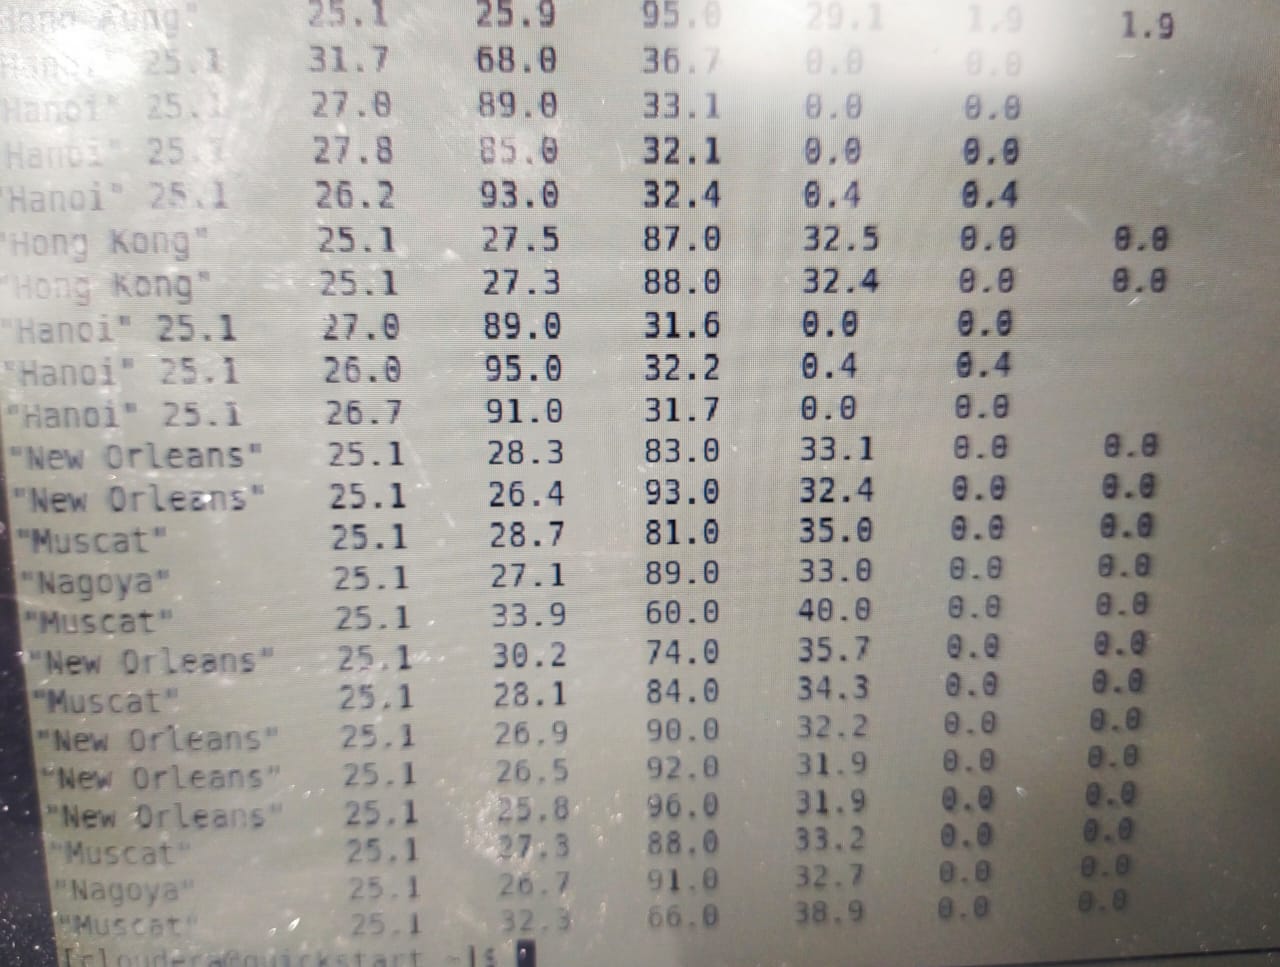 Hong Kong" 25.1 25.9 95.0 29.1 1.9 1.9
Hanoi" 25.1 31.7 68.0 36.7 0.0 0.0
Hanoi" 25.1 27.0 89.0 33.1 0.0 0.0
Hanoi" 25.1 27.8 85.0 32.1 0.0 0.0
"Hanoi" 25.1 26.2 93.0 32.4 0.4 0.4
"Hong Kong" 25.1 27.5 87.0 32.5 0.0 0.0
"Hong Kong" 25.1 27.3 88.0 32.4 0.0 0.0
"Hanoi" 25.1 27.0 89.0 31.6 0.0 0.0
"Hanoi" 25.1 26.0 95.0 32.2 0.4 0.4
"Hanoi" 25.1 26.7 91.0 31.7 0.0 0.0
"New Orleans" 25.1 28.3 83.0 33.1 0.0 0.0
"New Orleans" 25.1 26.4 93.0 32.4 0.0 0.0
"Muscat" 25.1 28.7 81.0 35.0 0.0 0.0
"Nagoya" 25.1 27.1 89.0 33.0 0.0 0.0
"Muscat" 25.1 33.9 60.0 40.0 0.0 0.0
"New Orleans" 25.1 30.2 74.0 35.7 0.0 0.0
"Muscat" 25.1 28.1 84.0 34.3 0.0 0.0
"New Orleans" 25.1 26.9 90.0 32.2 0.0 0.0
"New Orleans" 25.1 26.5 92.0 31.9 0.0 0.0
"New Orleans" 25.1 25.8 96.0 31.9 0.0 0.0
"Muscat" 25.1 27.3 88.0 33.2 0.0 0.0
"Nagoya" 25.1 26.7 91.0 32.7 0.0 0.0
"Muscat" 25.1 32.3 66.0 38.9 0.0 0.0
[cloudera@quickstart ~]$